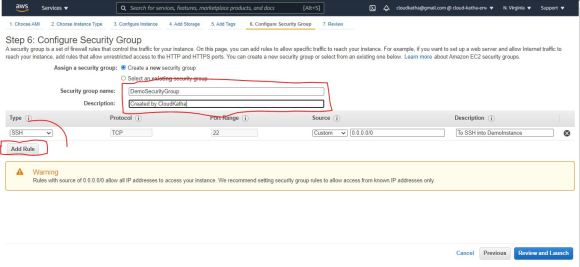 aws Services Search for services, features, marketplace products, and docs [Alt+S] cloudkatha@gmail.com @ cloud-katha-env N. Virginia Support
1. Choose AMI 2. Choose Instance Type 3. Configure Instance 4. Add Storage 5. Add Tags 6. Configure Security Group 7. Review
Step 6: Configure Security Group
A security group is a set of firewall rules that control the traffic for your instance. On this page, you can add rules to allow specific traffic to reach your instance. For example, if you want to set up a web server and allow Internet traffic to
reach your instance, add rules that allow unrestricted access to the HTTP and HTTPS ports. You can create a new security group or select from an existing one below. Learn more about Amazon EC2 security groups.
Assign a security group: Create a new security group
Select an existing security group
Security group name: DemoSecurityGroup
Description: Created by CloudKatha
Type Protocol Port Range Source Description
SSH TCP 22 Custom 0.0.0.0/0 To SSH into DemoInstance
Add Rule
Warning
Rules with source of 0.0.0.0/0 allow all IP addresses to access your instance. We recommend setting security group rules to allow access from known IP addresses only.
Cancel Previous Review and Launch